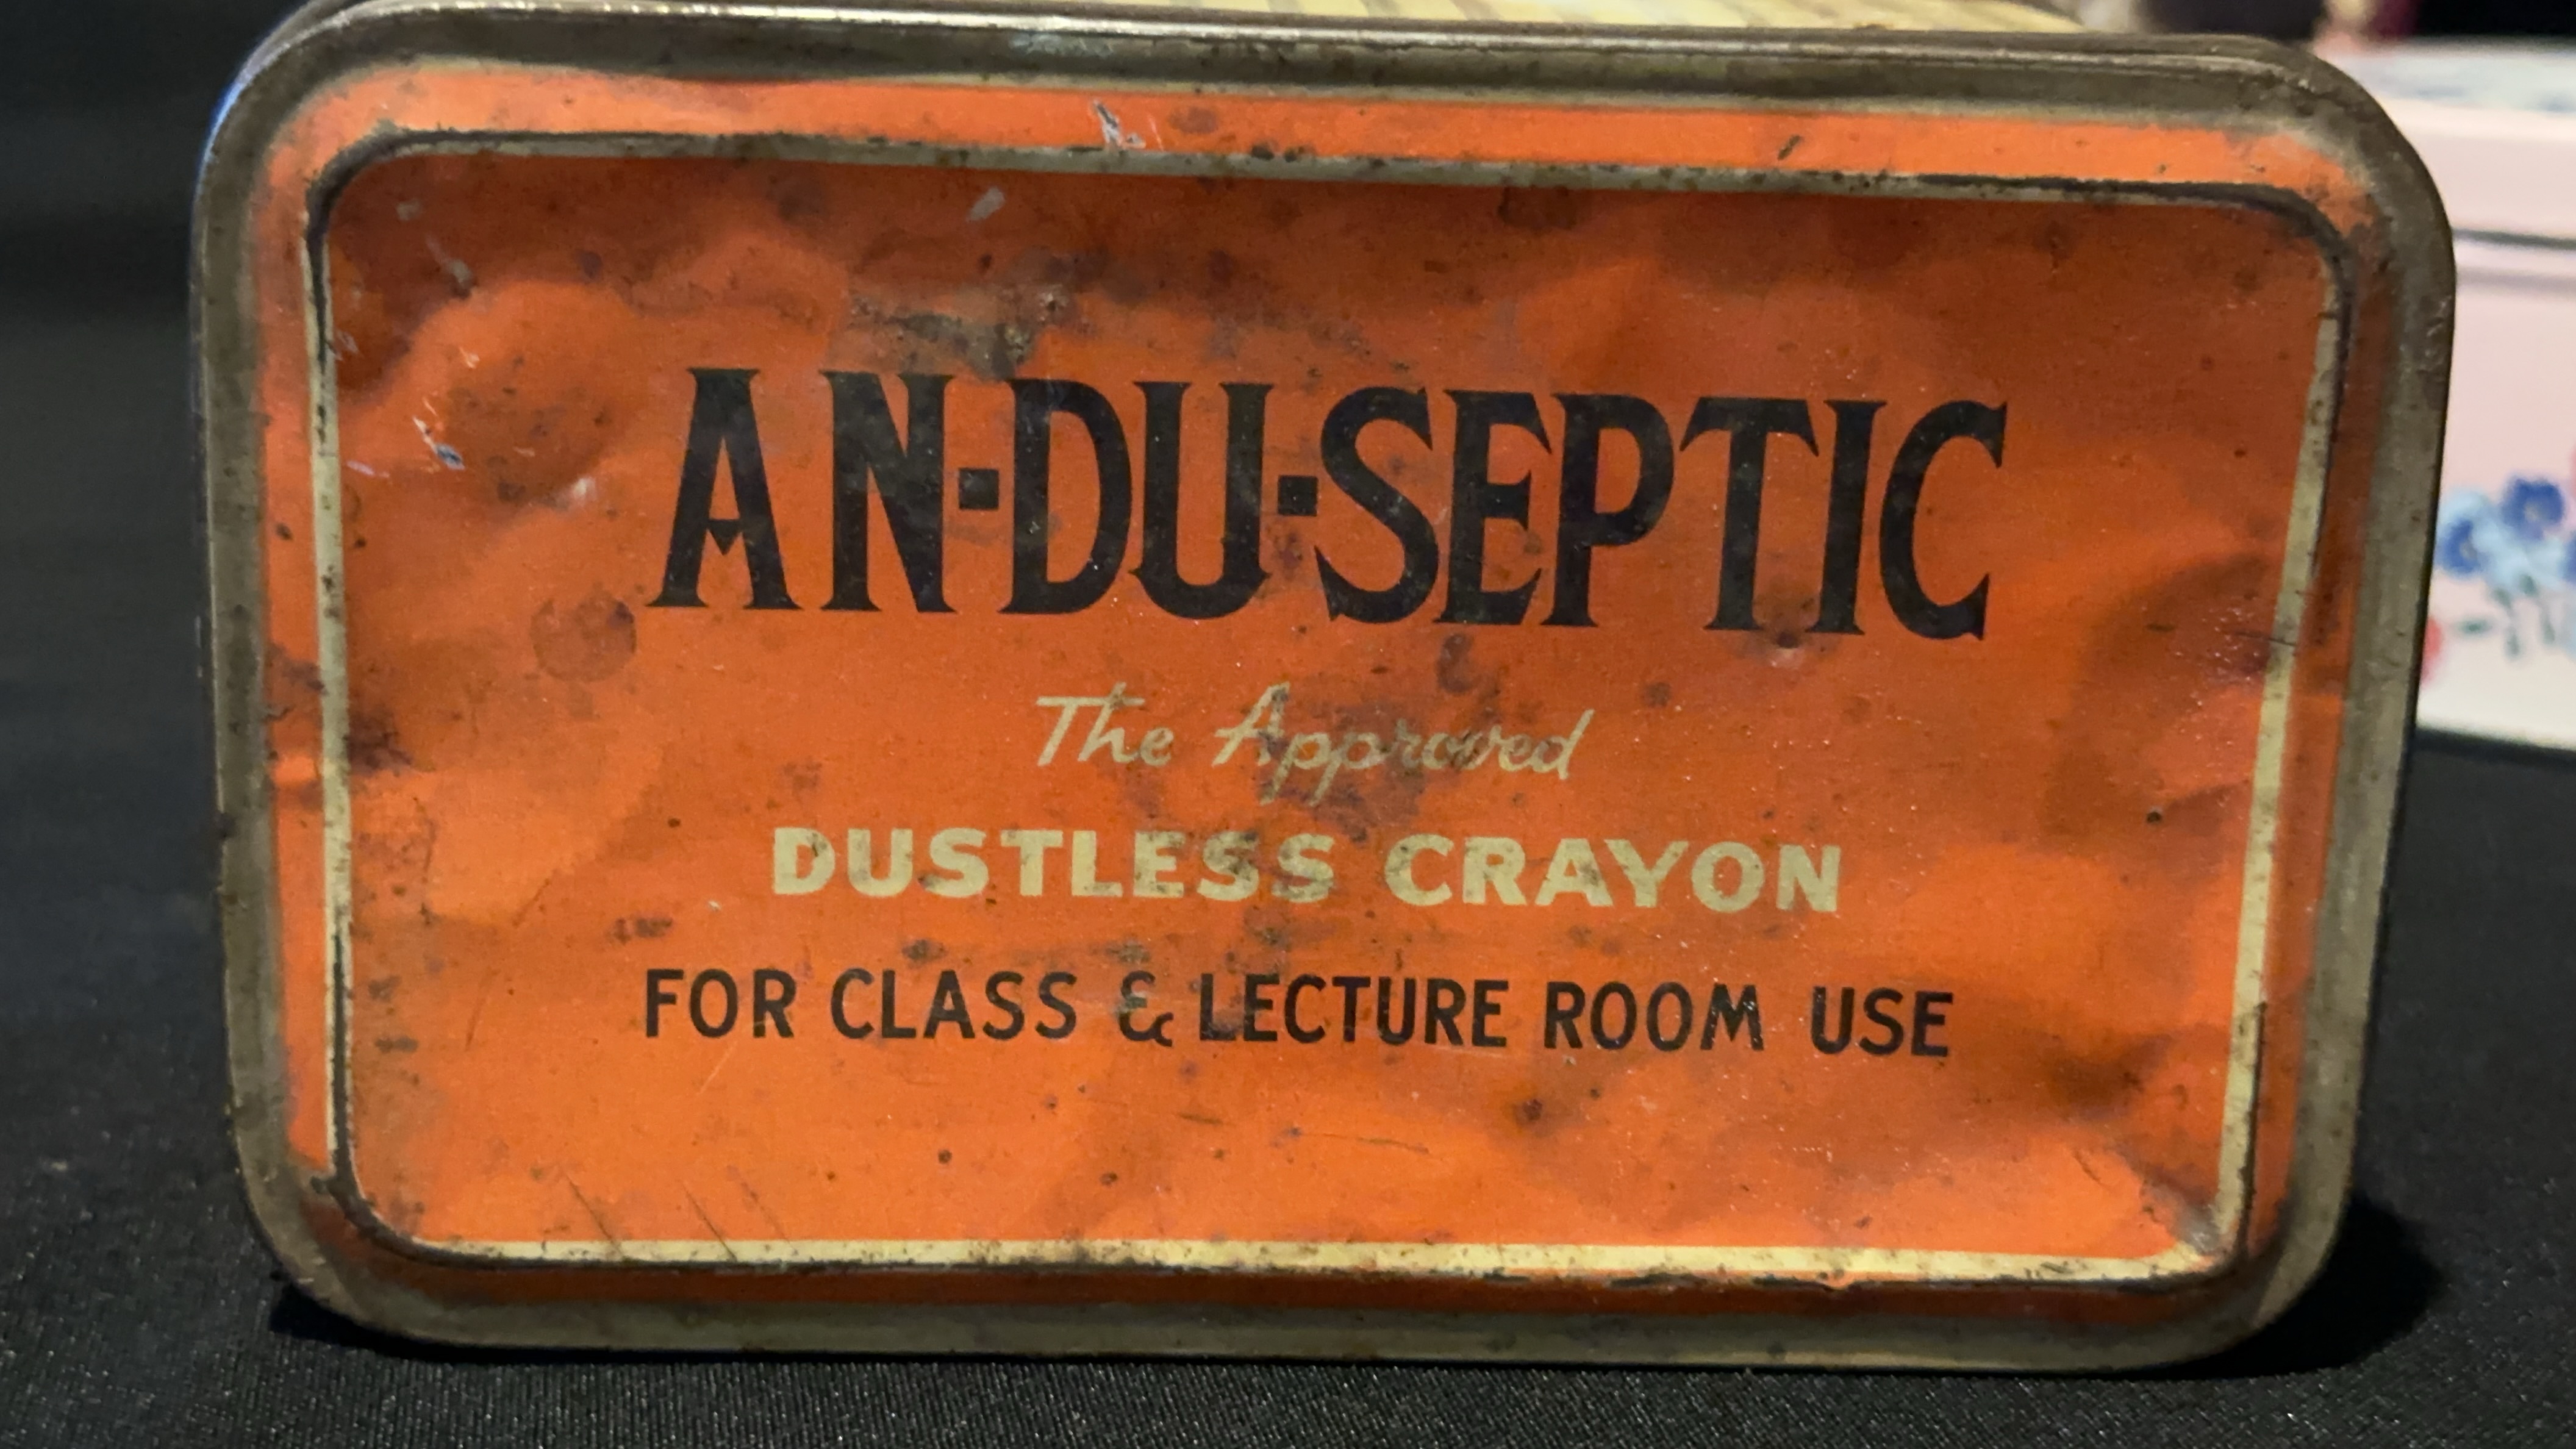 AN-DU-SEPTIC
The Approved
DUSTLESS CRAYON
FOR CLASS & LECTURE ROOM USE